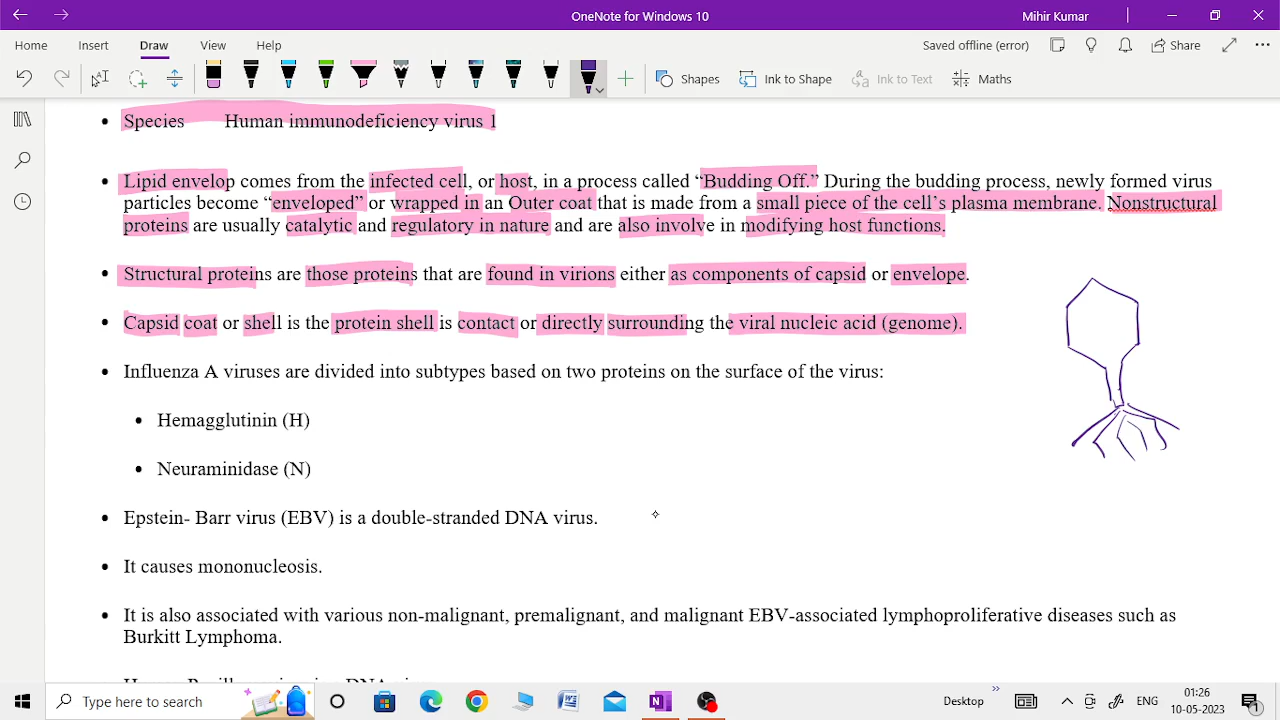 OneNote for Windows 10
Mihir Kumar
Home Insert Draw View Help
Saved offline (error)
Share
Shapes
Ink to Shape
Ink to Text
Maths
• Species Human immunodeficiency virus 1
• Lipid envelop comes from the infected cell, or host, in a process called “Budding Off.” During the budding process, newly formed virus
particles become “enveloped” or wrapped in an Outer coat that is made from a small piece of the cell’s plasma membrane. Nonstructural
proteins are usually catalytic and regulatory in nature and are also involve in modifying host functions.
• Structural proteins are those proteins that are found in virions either as components of capsid or envelope.
• Capsid coat or shell is the protein shell is contact or directly surrounding the viral nucleic acid (genome).
• Influenza A viruses are divided into subtypes based on two proteins on the surface of the virus:
• Hemagglutinin (H)
• Neuraminidase (N)
• Epstein- Barr virus (EBV) is a double-stranded DNA virus.
• It causes mononucleosis.
• It is also associated with various non-malignant, premalignant, and malignant EBV-associated lymphoproliferative diseases such as
Burkitt Lymphoma.
Type here to search
Desktop
ENG
01:26
10-05-2023